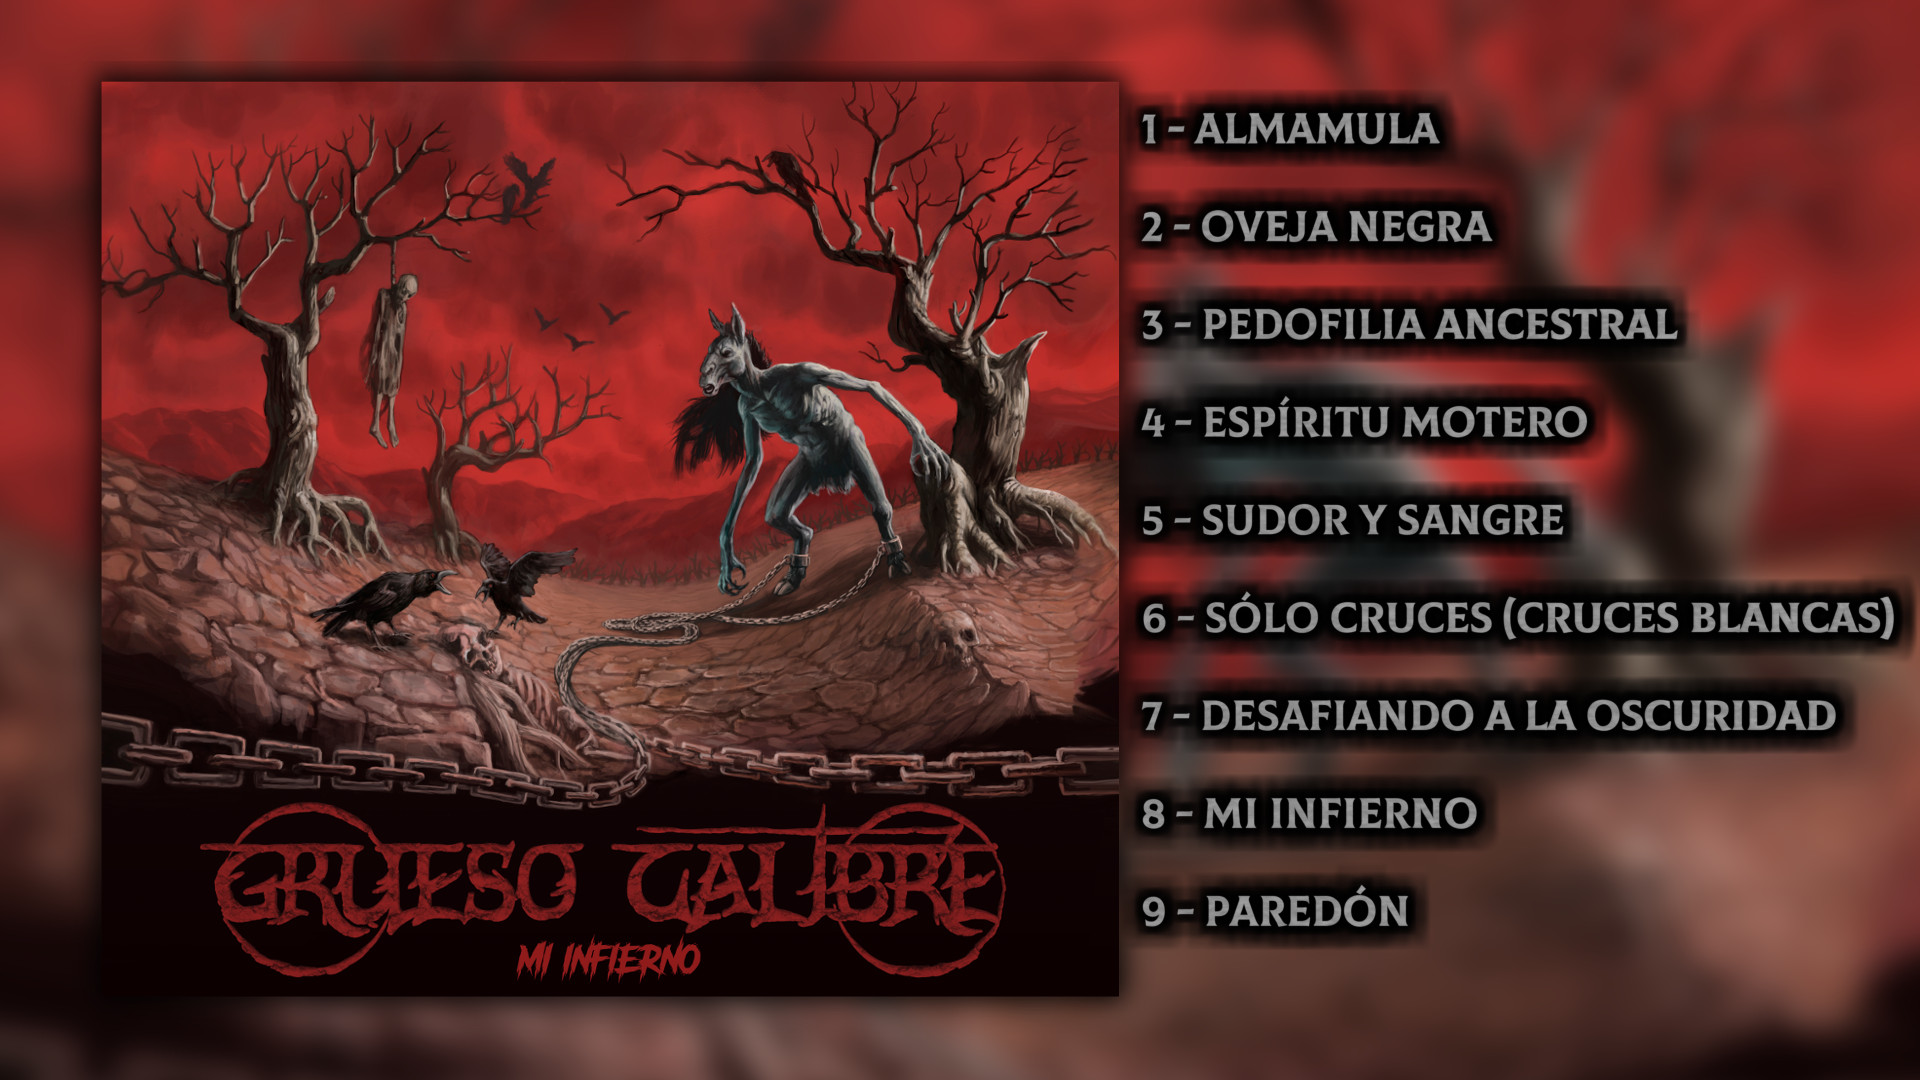 GRUESO CALIBRE
MI INFIERNO
1 - ALMAMULA
2 - OVEJA NEGRA
3 - PEDOFILIA ANCESTRAL
4 - ESPÍRITU MOTERO
5 - SUDOR Y SANGRE
6 - SÓLO CRUCES (CRUCES BLANCAS)
7 - DESAFIANDO A LA OSCURIDAD
8 - MI INFIERNO
9 - PAREDÓN